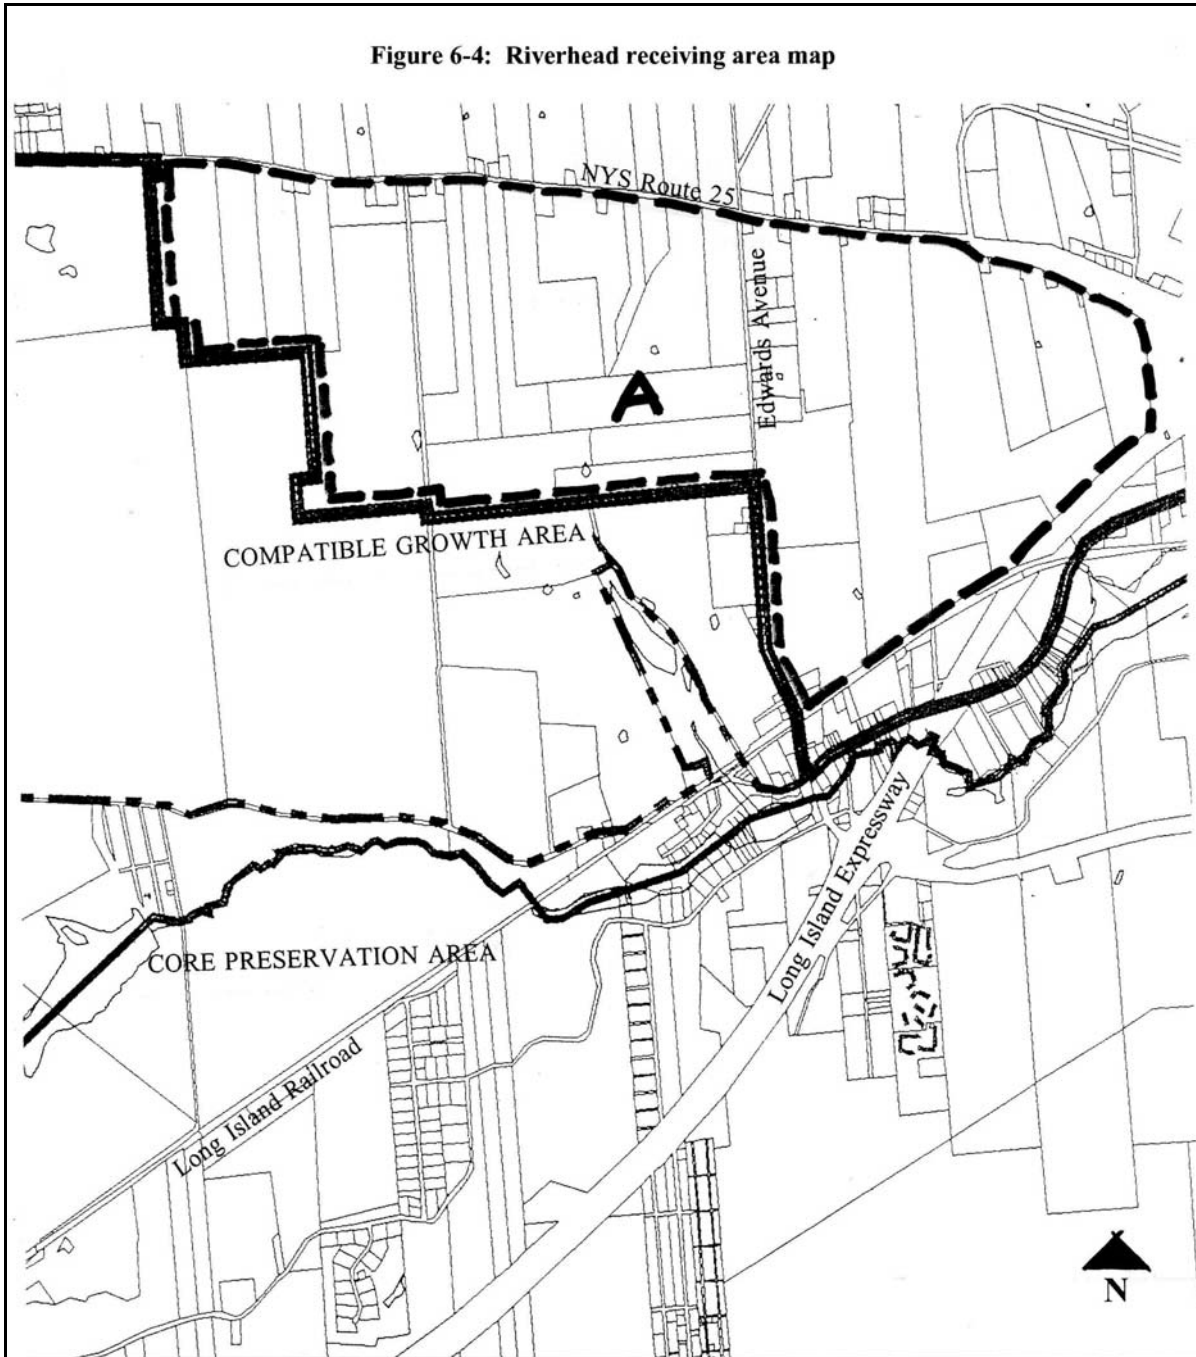 Figure 6-4: Riverhead receiving area map
NYS Route 25
Edwards Avenue
A
COMPATIBLE GROWTH AREA
Long Island Expressway
CORE PRESERVATION AREA
Long Island Railroad
N